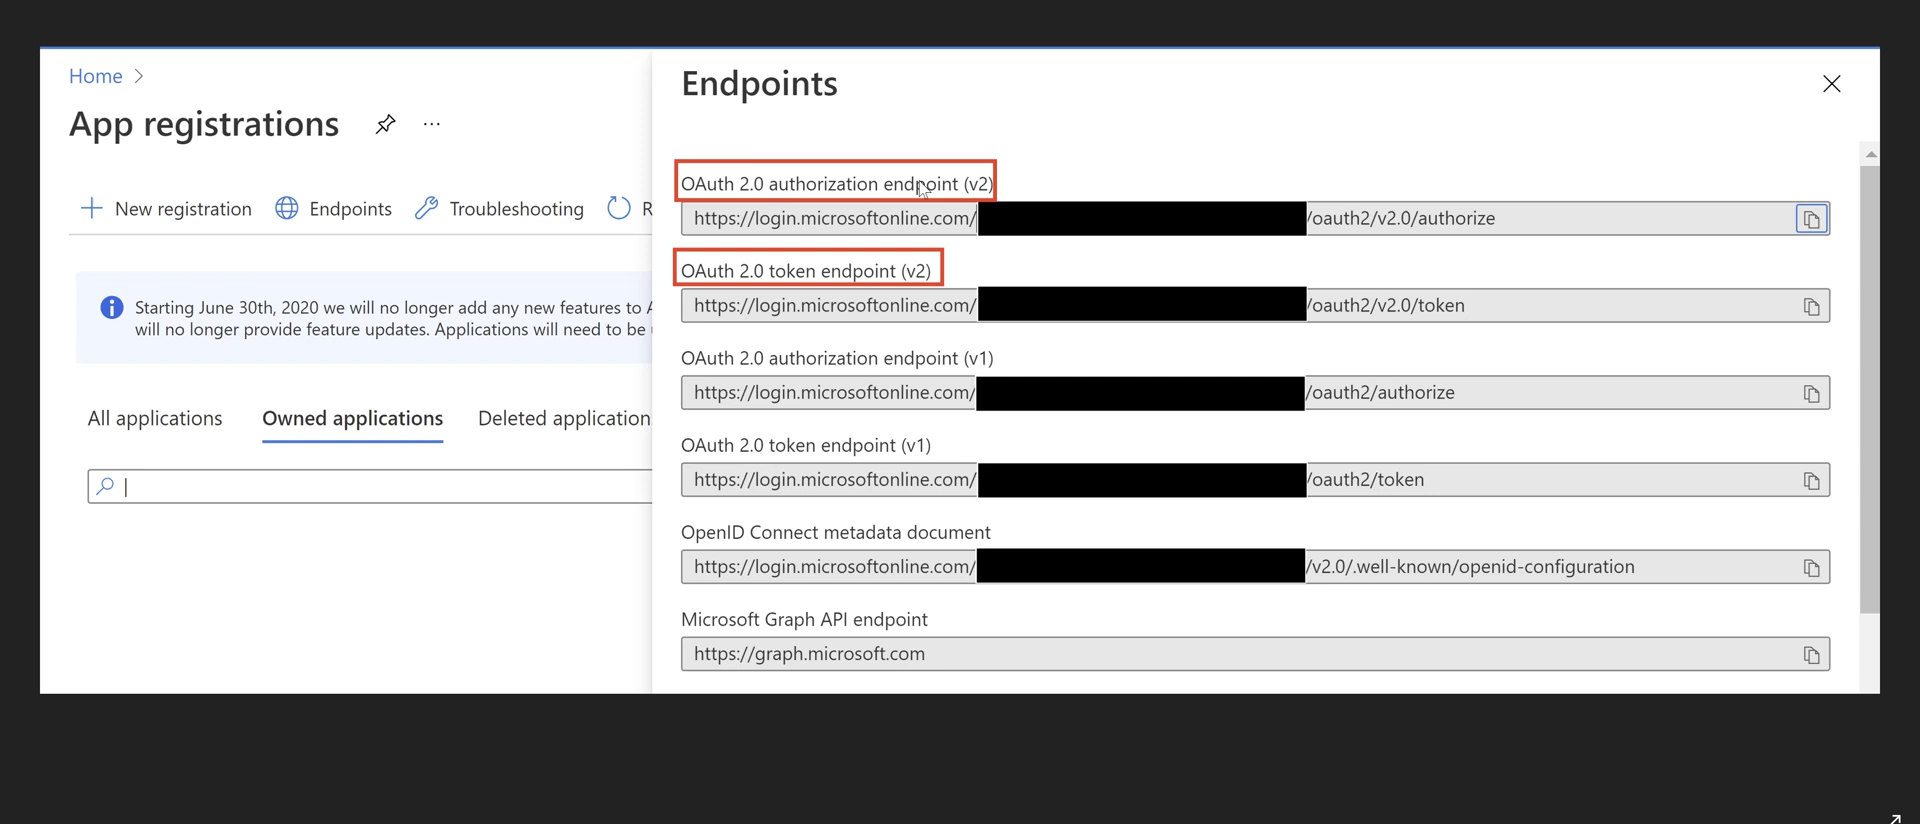 Home
App registrations
New registration
Endpoints
Troubleshooting
R
Starting June 30th, 2020 we will no longer add any new features to A
will no longer provide feature updates. Applications will need to be
All applications
Owned applications
Deleted application
Endpoints
OAuth 2.0 authorization endpoint (v2)
https://login.microsoftonline.com/ /oauth2/v2.0/authorize
OAuth 2.0 token endpoint (v2)
https://login.microsoftonline.com/ /oauth2/v2.0/token
OAuth 2.0 authorization endpoint (v1)
https://login.microsoftonline.com/ /oauth2/authorize
OAuth 2.0 token endpoint (v1)
https://login.microsoftonline.com/ /oauth2/token
OpenID Connect metadata document
https://login.microsoftonline.com/ /v2.0/.well-known/openid-configuration
Microsoft Graph API endpoint
https://graph.microsoft.com